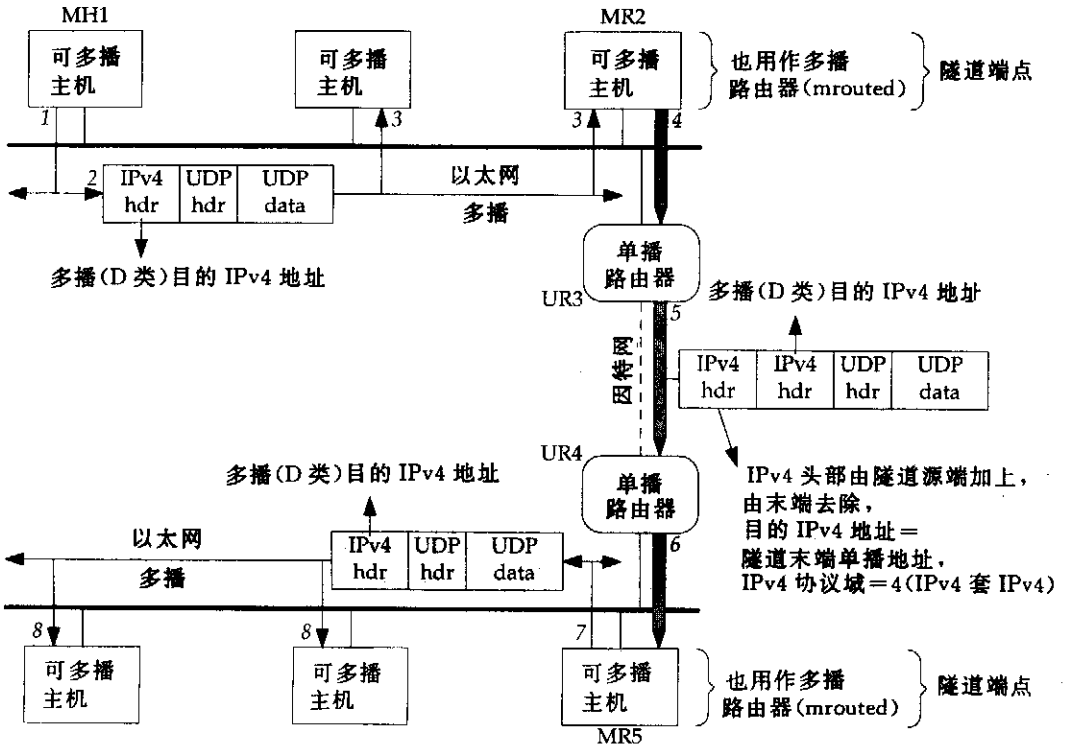 MH1
MR2
可多播
主机
可多播
主机
可多播
主机
也用作多播
路由器(mrouted)
隧道端点
1
3
3
4
2
IPv4
hdr
UDP
hdr
UDP
data
以太网
多播
多播(D 类)目的 IPv4 地址
单播
路由器
UR3
5
多播(D 类)目的 IPv4 地址
因特网
IPv4
hdr
IPv4
hdr
UDP
hdr
UDP
data
UR4
单播
路由器
6
IPv4 头部由隧道源端加上,
由末端去除,
目的 IPv4 地址=
隧道末端单播地址,
IPv4 协议域=4(IPv4 套 IPv4)
多播(D 类)目的 IPv4 地址
以太网
多播
IPv4
hdr
UDP
hdr
UDP
data
8
8
7
可多播
主机
可多播
主机
可多播
主机
MR5
也用作多播
路由器(mrouted)
隧道端点